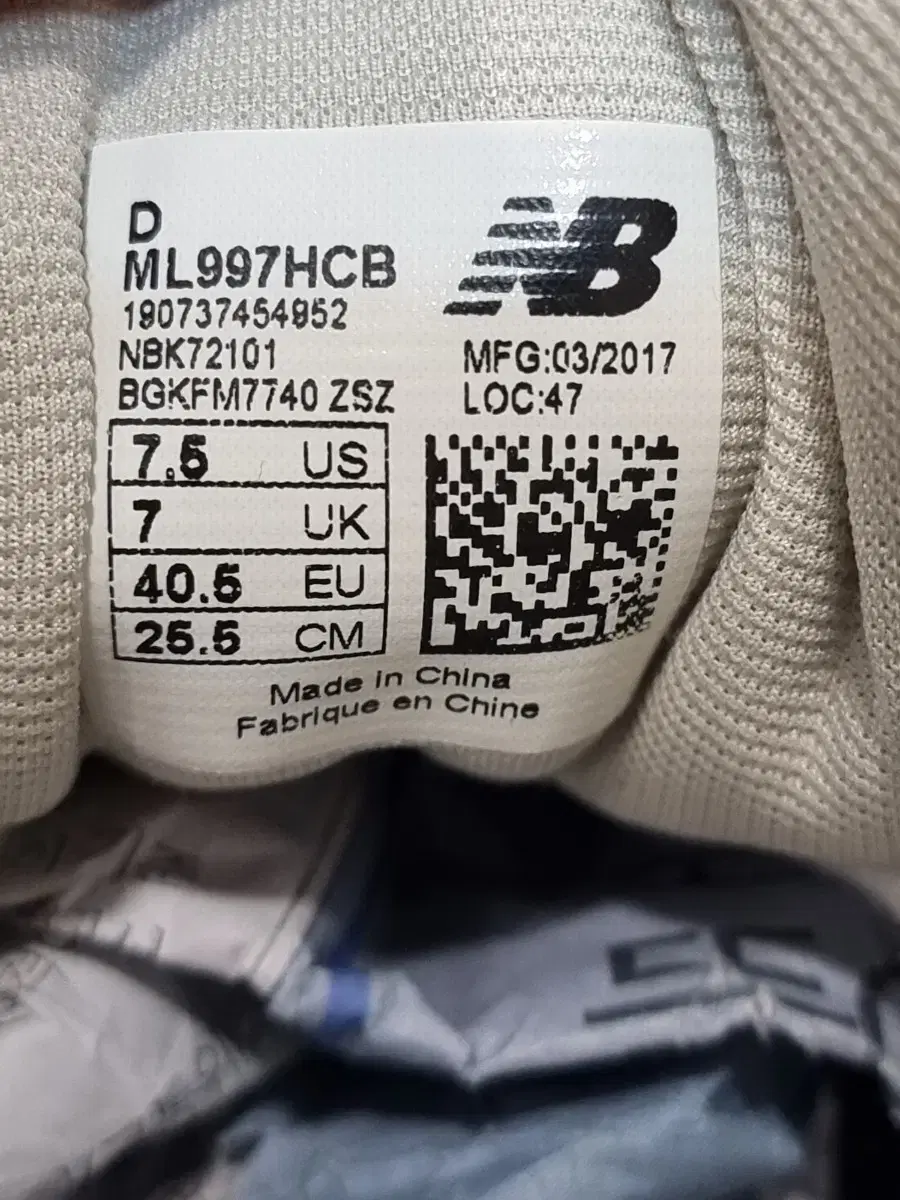 D
ML997HCB
190737454952
NBK72101
BGKFM7740 ZSZ
NB
MFG:03/2017
LOC:47
7.5 US
7 UK
40.5 EU
25.5 CM
Made in China
Fabrique en Chine